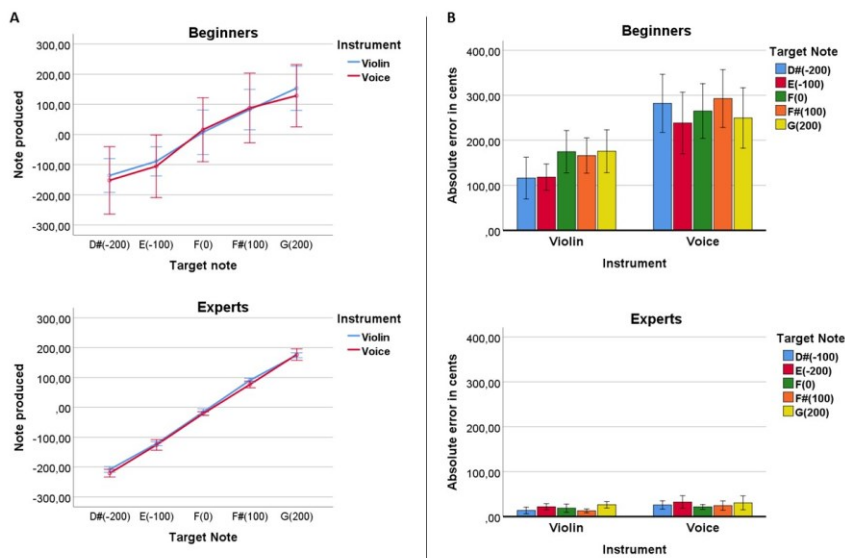 A
Beginners
Note produced
300,00
200,00
100,00
,00
-100,00
-200,00
-300,00
D#(-200) E(-100) F(0) F#(100) G(200)
Target note
Instrument
Violin
Voice
Experts
Note produced
300,00
200,00
100,00
,00
-100,00
-200,00
-300,00
D#(-200) E(-100) F(0) F#(100) G(200)
Target Note
Instrument
Violin
Voice
B
Beginners
Absolute error in cents
400,00
300,00
200,00
100,00
,00
Violin Voice
Instrument
Target Note
D#(-200)
E(-100)
F(0)
F#(100)
G(200)
Experts
Absolute error in cents
400,00
300,00
200,00
100,00
,00
Violin Voice
Instrument
Target Note
D#(-100)
E(-200)
F(0)
F#(100)
G(200)